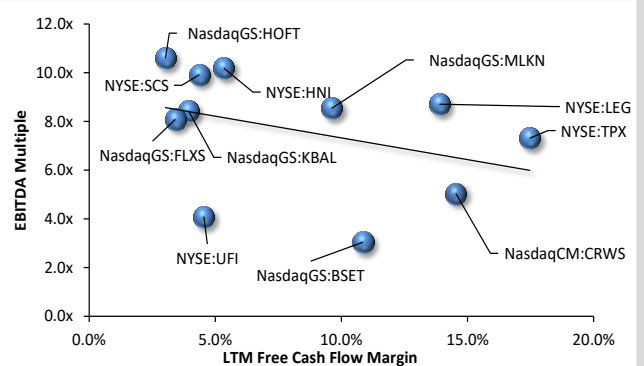 12.0x
NasdaqGS:HOFT
NasdaqGS:MLKN
10.0x
NYSE:SCS
NYSE:HNI
NYSE:LEG
8.0x
NYSE:TPX
NasdaqGS:FLXS
NasdaqGS:KBAL
6.0x
EBITDA Multiple
4.0x
NYSE:UFI
NasdaqGS:BSET
NasdaqCM:CRWS
2.0x
0.0x
0.0%
5.0%
10.0%
15.0%
20.0%
LTM Free Cash Flow Margin